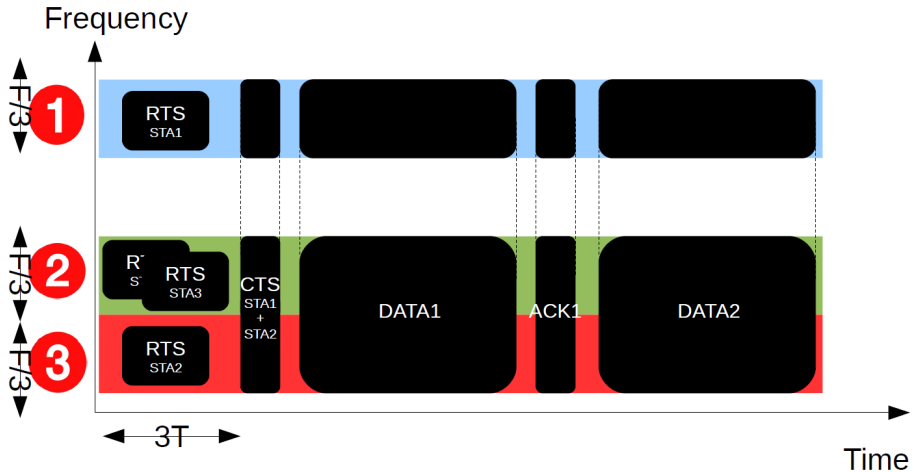 Frequency
F/3
1
RTS
STA1
F/3
2
RTS
STA3
CTS
STA1
+
STA2
DATA1
ACK1
DATA2
F/3
3
RTS
STA2
3T
Time